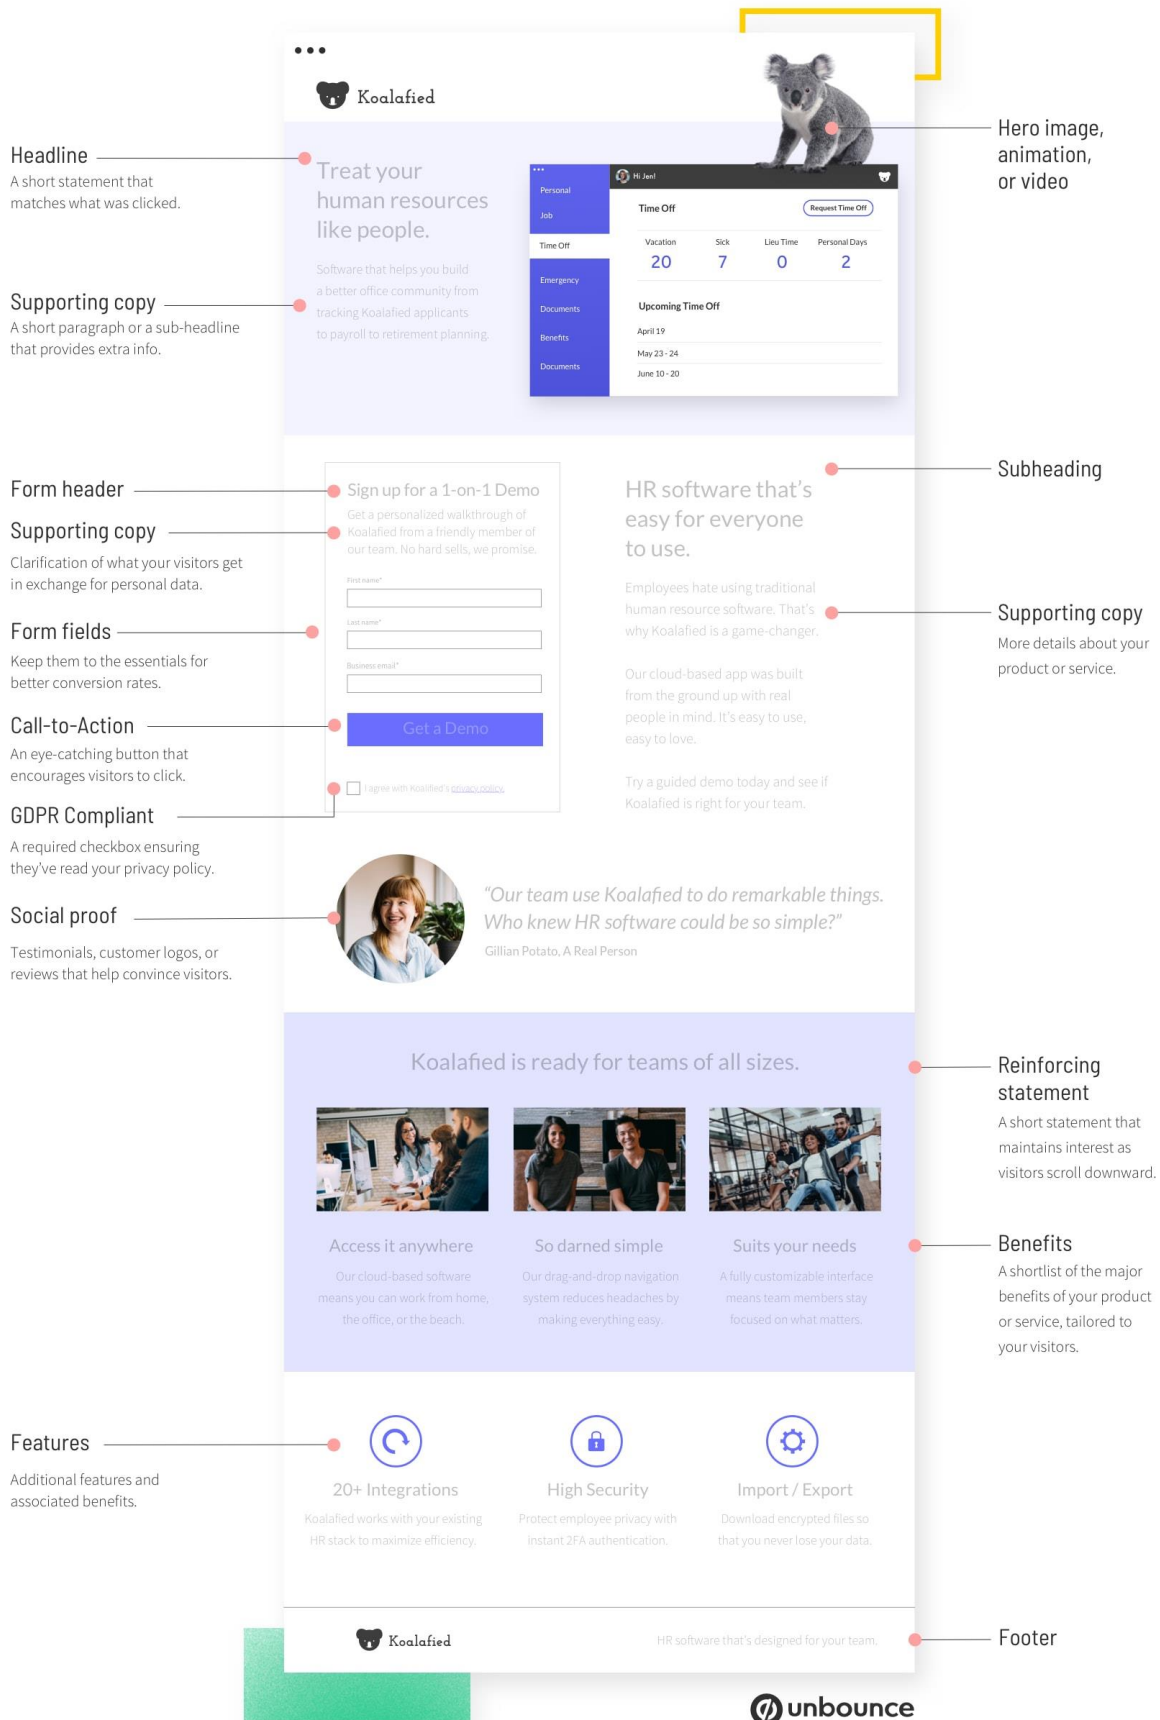 Koalafied
Headline
A short statement that
matches what was clicked.
Supporting copy
A short paragraph or a sub-headline
that provides extra info.
Treat your
human resources
like people.
Software that helps you build
a better office community from
tracking Koalafied applicants
to payroll to retirement planning.
Hi Jen!
Personal
Job
Time Off
Emergency
Documents
Benefits
Documents
Time Off
Request Time Off
Vacation Sick Lieu Time Personal Days
20 7 0 2
Upcoming Time Off
April 19
May 23 - 24
June 10 - 20
Hero image,
animation,
or video
Form header
Supporting copy
Clarification of what your visitors get
in exchange for personal data.
Form fields
Keep them to the essentials for
better conversion rates.
Call-to-Action
An eye-catching button that
encourages visitors to click.
GDPR Compliant
A required checkbox ensuring
they've read your privacy policy.
Sign up for a 1-on-1 Demo
Get a personalized walkthrough of
Koalafied from a friendly member of
our team. No hard sells, we promise.
First name*
Last name*
Business email*
Get a Demo
I agree with Koalified's privacy policy.
HR software that's
easy for everyone
to use.
Employees hate using traditional
human resource software. That's
why Koalafied is a game-changer.
Our cloud-based app was built
from the ground up with real
people in mind. It's easy to use,
easy to love.
Try a guided demo today and see if
Koalafied is right for your team.
Subheading
Supporting copy
More details about your
product or service.
Social proof
Testimonials, customer logos, or
reviews that help convince visitors.
“Our team use Koalafied to do remarkable things.
Who knew HR software could be so simple?”
Gillian Potato, A Real Person
Koalafied is ready for teams of all sizes.
Reinforcing
statement
A short statement that
maintains interest as
visitors scroll downward.
Access it anywhere
Our cloud-based software
means you can work from home,
the office, or the beach.
So darned simple
Our drag-and-drop navigation
system reduces headaches by
making everything easy.
Suits your needs
A fully customizable interface
means team members stay
focused on what matters.
Benefits
A shortlist of the major
benefits of your product
or service, tailored to
your visitors.
Features
Additional features and
associated benefits.
20+ Integrations
Koalafied works with your existing
HR stack to maximize efficiency.
High Security
Protect employee privacy with
instant 2FA authentication.
Import / Export
Download encrypted files so
that you never lose your data.
Koalafied
HR software that's designed for your team.
Footer
unbounce